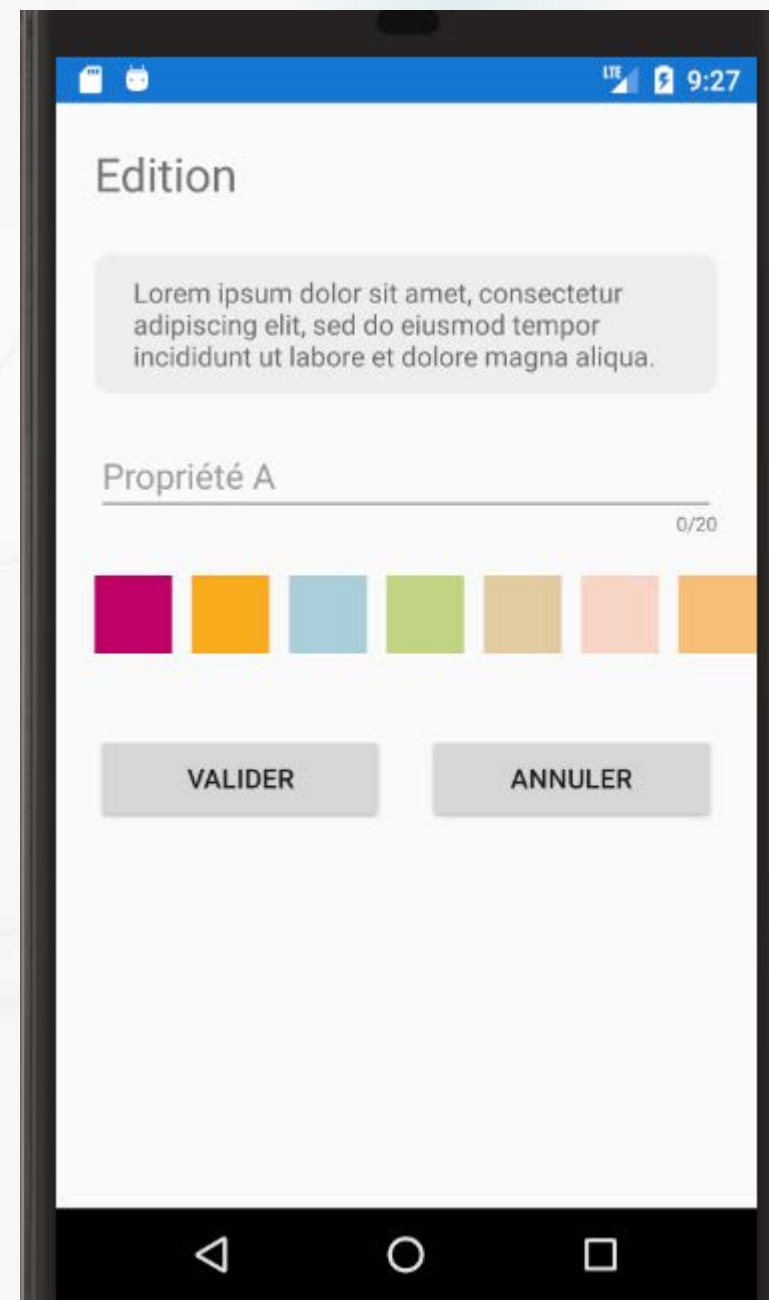 LTE 9:27
Edition
Lorem ipsum dolor sit amet, consectetur
adipiscing elit, sed do eiusmod tempor
incididunt ut labore et dolore magna aliqua.
Propriété A
0/20
VALIDER ANNULER